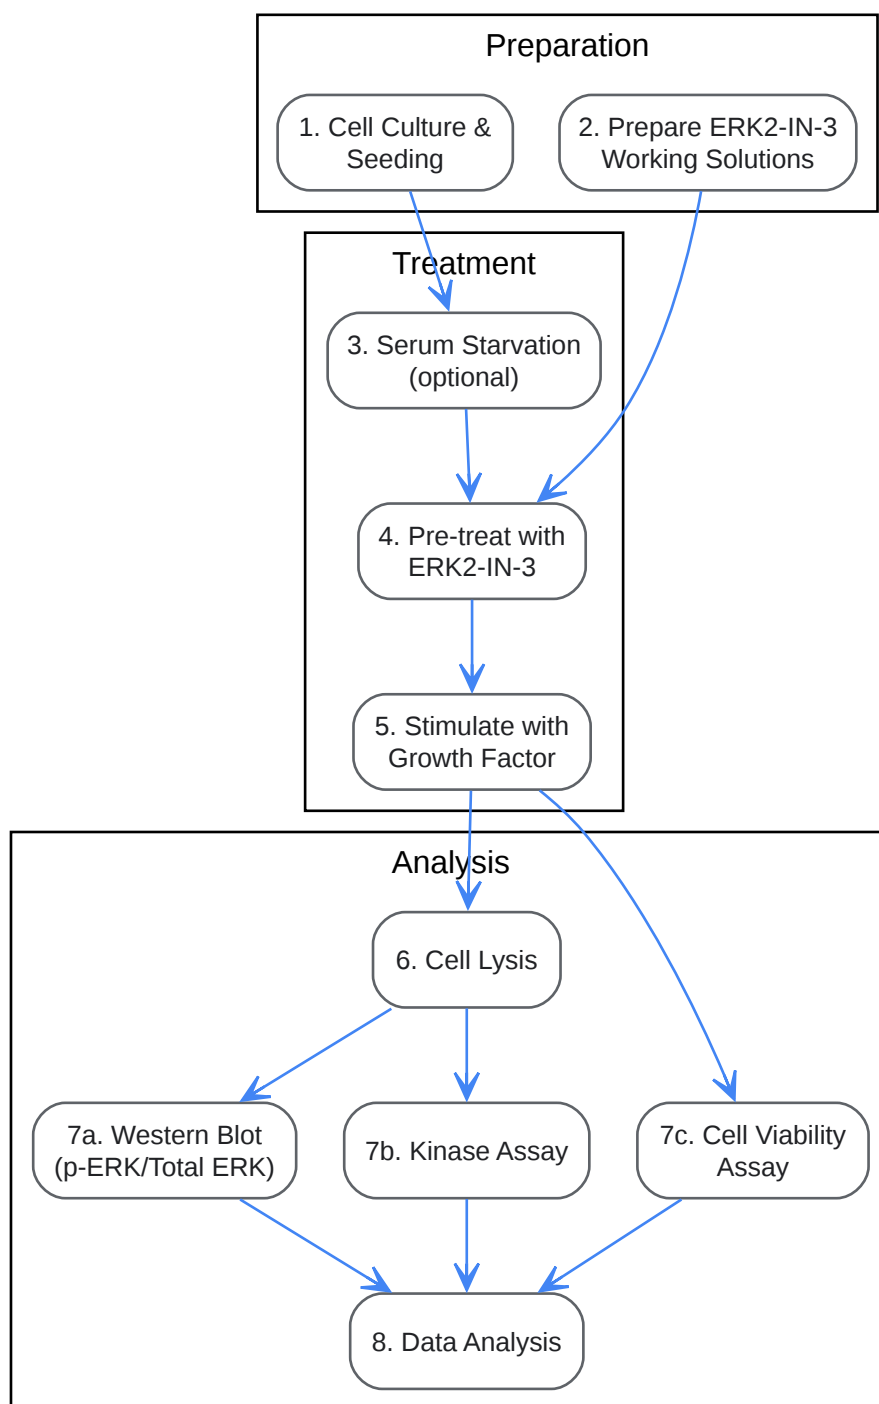 Preparation
1. Cell Culture &
Seeding
2. Prepare ERK2-IN-3
Working Solutions
Treatment
3. Serum Starvation
(optional)
4. Pre-treat with
ERK2-IN-3
5. Stimulate with
Growth Factor
Analysis
6. Cell Lysis
7a. Western Blot
(p-ERK/Total ERK)
7b. Kinase Assay
7c. Cell Viability
Assay
8. Data Analysis